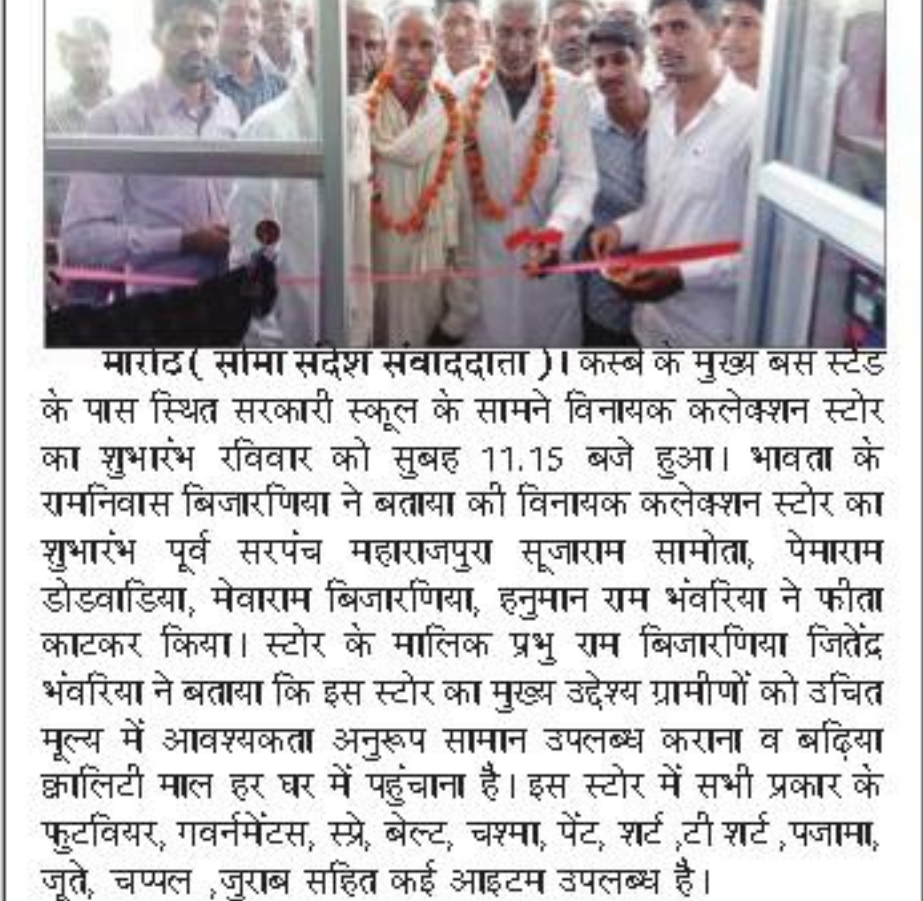 मारोठ( सीमा संदेश संवाददाता )। कस्बे के मुख्य बस स्टेंड
के पास स्थित सरकारी स्कूल के सामने विनायक कलेक्शन स्टोर
का शुभारंभ रविवार को सुबह 11.15 बजे हुआ। भावता के
रामनिवास बिजारणिया ने बताया की विनायक कलेक्शन स्टोर का
शुभारंभ पूर्व सरपंच महाराजपुरा सूजाराम सामोता, पेमाराम
डोडवाडिया, मेवाराम बिजारणिया, हनुमान राम भंवरिया ने फीता
काटकर किया। स्टोर के मालिक प्रभु राम बिजारणिया जितेंद्र
भंवरिया ने बताया कि इस स्टोर का मुख्य उद्देश्य ग्रामीणों को उचित
मूल्य में आवश्यकता अनुरूप सामान उपलब्ध कराना व बढ़िया
क्वालिटी माल हर घर में पहुंचाना है। इस स्टोर में सभी प्रकार के
फुटवियर, गवर्नमेंटस, स्प्रे, बेल्ट, चश्मा, पेंट, शर्ट ,टी शर्ट ,पजामा,
जूते, चप्पल ,जुराब सहित कई आइटम उपलब्ध है।